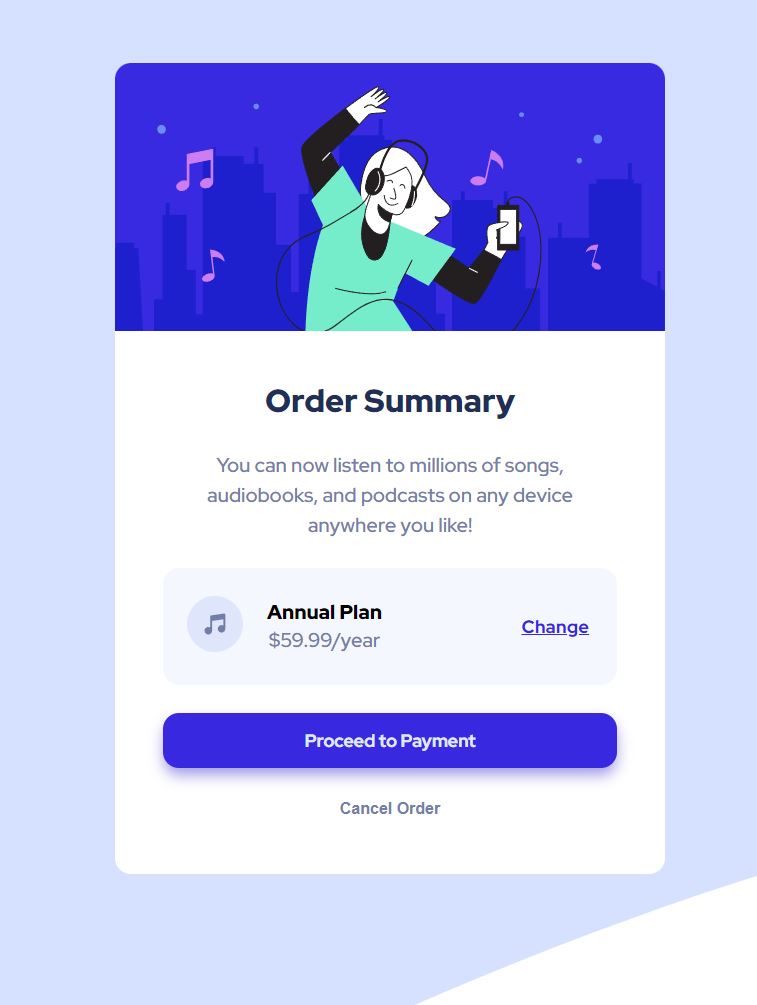 Order Summary
You can now listen to millions of songs,
audiobooks, and podcasts on any device
anywhere you like!
Annual Plan
$59.99/year
Change
Proceed to Payment
Cancel Order